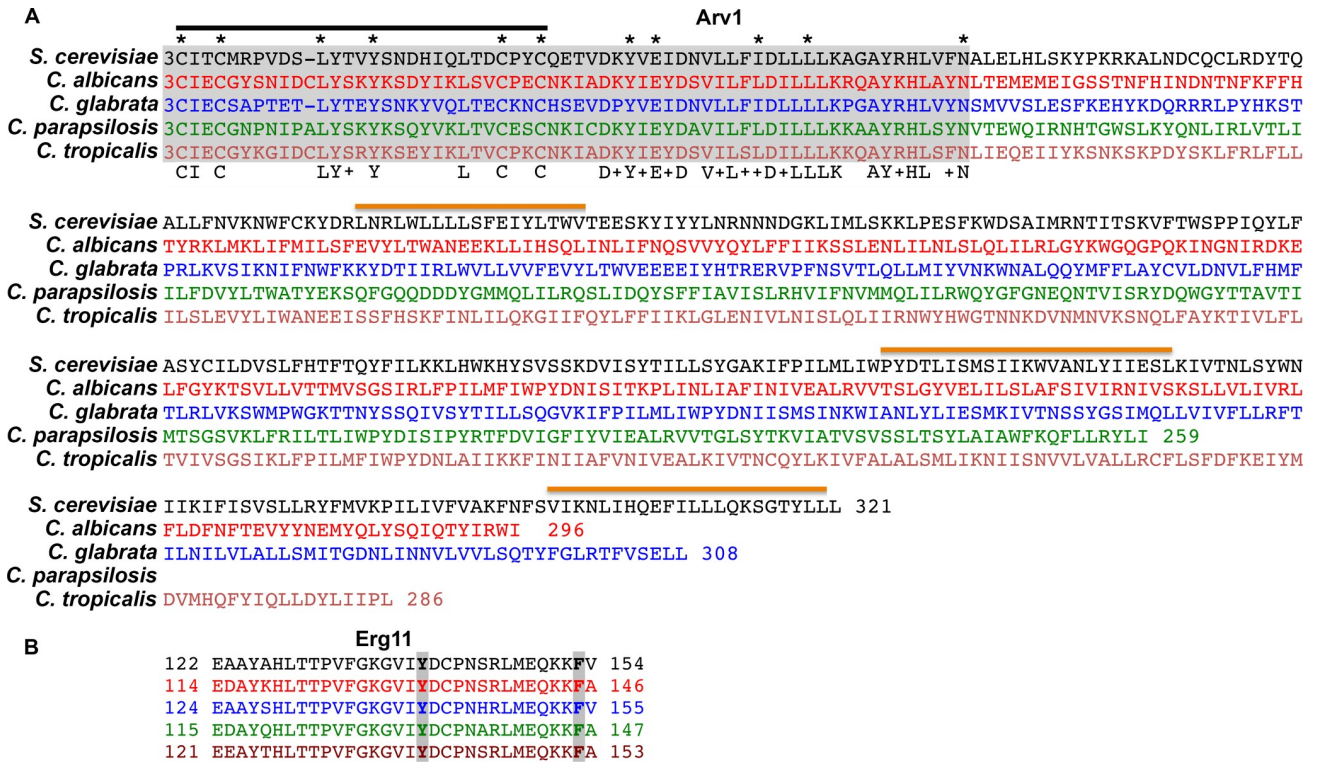 A
Arv1
* * * * * * * * * * *
S. cerevisiae 3CITCMRPVDS-LYTVYSNDHIQLTDCPYCQETVDKYVEIDNVLLFIDLLLLKAGAYRHLVFNALELHLSKYPKRKALNDCQCLRDYTQ
C. albicans 3CIECGYSNIDCLYSKYKSDYIKLSVCPKCNKIADKYIEYDSVILFLDILLLKRQAYRHLAYNLTEMEMEIGSSTNFHINDNTNFKFFH
C. glabrata 3CIECSAPTET-LYTEYSNKYVQLTECKNCHSEVDPYVEIDNVLLFIDLLLLKPGAYRHLVYNSMVVSLESFKEHYKDQRRRLPYHKST
C. parapsilosis 3CIECGNPNIPALYSKYKSQYVKLTVCESCNKICDKYIEYDAVILFLDILLLKKAAYRHLSYNVTEWQIRNHTGWSLKYQNLIRLVTLI
C. tropicalis 3CIECGYKGIDCLYSRYKSEYIKLTVCPKCNKIADKYIEYDSVILSLDILLLKKQAYRHLSFNLIEQEIIYKSNKSKPDYSKLFRLFLL
CI C LY+ Y L C C D+Y+E+D V+L++D+LLLK AY+HL +N
S. cerevisiae ALLFNVKNWFCKYDRLNRLWLLLLSFEIYLTWVTEESKYIYYLNRNNNDGKLIMLSKKLPESFKWDSAIMRNTITSKVFTWSPPIQYLF
C. albicans TYRKLMKLIFMILSFEVYLTWANEEKLLIHSQLINLIFNQSVVYQYLFFIIKSSLENLILNLSLQLILRLGYKWGQGPQKINGNIRDKE
C. glabrata PRLKVSIKNIFNWFKKYDTIIRLWVLLVVFEVYLTWVEEEEIYHTRERVPFNSVTLQLLMIYVNKWNALQQYMFFLAYCVLDNVLFHMF
C. parapsilosis ILFDVYLTWATYEKSQFGQQDDDYGMMQLILRQSLIDQYSFFIAVISLRHVIFNVMMQLILRWQYGFGNEQNTVISRYDQWGYTTAVTI
C. tropicalis ILSLEVYLIWANEEISSFHSKFINLILQKGIIFQYLFFIIKLGLENIVLNISLQLIIRNWYHWGTNNKDVNMNVKSNQLFAYKTIVLFL
S. cerevisiae ASYCILDVSLFHTFTQYFILKKLHWKHYSVSSKDVISYTILLSYGAKIFPILMLIWPYDTLISMSIIKWVANLYIIESLKIVTNLSYWN
C. albicans LFGYKTSVLLVTTMVSGSIRLFPILMFIWPYDNISITKPLINLIAFINIVEALRVVTSLGYVELILSLAFSIVIRNIVSKSLLVLIVRL
C. glabrata TLRLVKSWMPWGKTTNYSSQIVSYTILLSQGVKIFPILMLIWPYDNIISMSINKWIANLYLIESMKIVTNSSYGSIMQLLVIVFLLRFT
C. parapsilosis MTSGSVKLFRILTLIWPYDISIPYRTFDVIGFIYVIEALRVVTGLSYTKVIATVSVSSLTSYLAIAWFKQFLLRYLI 259
C. tropicalis TVIVSGSIKLFPILMFIWPYDNLAIIKKFINIIAFVNIVEALKIVTNCQYLKIVFALALSMLIKNIISNVVLVALLRCFLSFDFKEIYM
S. cerevisiae IIKIFISVSLLRYFMVKPILIVFVAKFNFSVIKNLIHQEFILLLQKSGTYLLL 321
C. albicans FLDFNFTEVYYNEMYQLYSQIQTYIRWI 296
C. glabrata ILNILVLALLSMITGDNLINNVLVVLSQTYFGLRTFVSELL 308
C. parapsilosis
C. tropicalis DVMHQFYIQLLDYLIIPL 286
B
Erg11
122 EAAYAHLTTPVFGKGVIYDCPNSRLMEQKKFV 154
114 EDAYKHLTTPVFGKGVIYDCPNSRLMEQKKFA 146
124 EAAYSHLTTPVFGKGVIYDCPNHRLMEQKKFV 155
115 EDAYQHLTTPVFGKGVIYDCPNARLMEQKKFA 147
121 EEAYTHLTTPVFGKGVIYDCPNSRLMEQKKFA 153